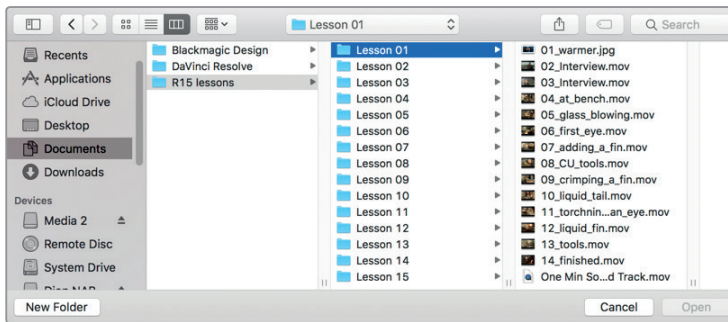 Lesson 01
Search
Recents
Applications
iCloud Drive
Desktop
Documents
Downloads
Devices
Media 2
Remote Disc
System Drive
Blackmagic Design
DaVinci Resolve
R15 lessons
Lesson 01
Lesson 02
Lesson 03
Lesson 04
Lesson 05
Lesson 06
Lesson 07
Lesson 08
Lesson 09
Lesson 10
Lesson 11
Lesson 12
Lesson 13
Lesson 14
Lesson 15
01_warmer.jpg
02_Interview.mov
03_Interview.mov
04_at_bench.mov
05_glass_blowing.mov
06_first_eye.mov
07_adding_a_fin.mov
08_CU_tools.mov
09_crimping_a_fin.mov
10_liquid_tail.mov
11_torchnin...an_eye.mov
12_liquid_fin.mov
13_tools.mov
14_finished.mov
One Min So...d Track.mov
New Folder
Cancel
Open